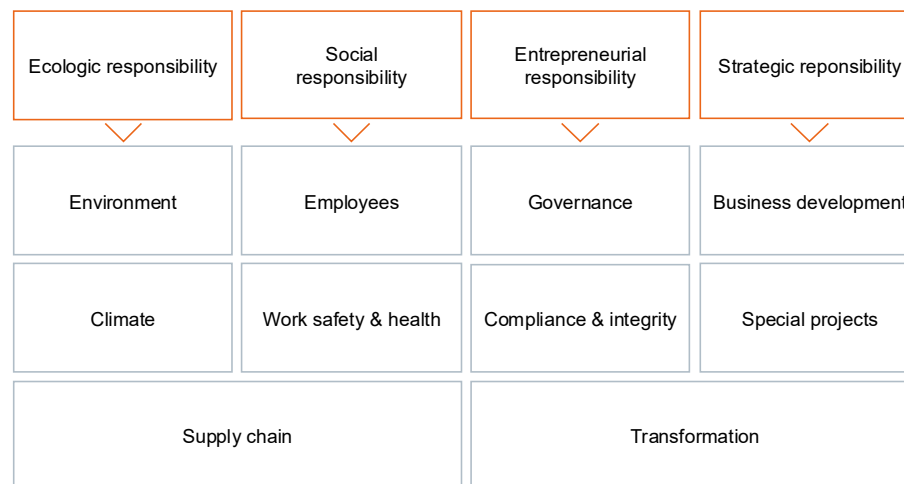 Ecologic responsibility
Social
responsibility
Entrepreneurial
responsibility
Strategic reponsibility
Environment
Employees
Governance
Business development
Climate
Work safety & health
Compliance & integrity
Special projects
Supply chain
Transformation